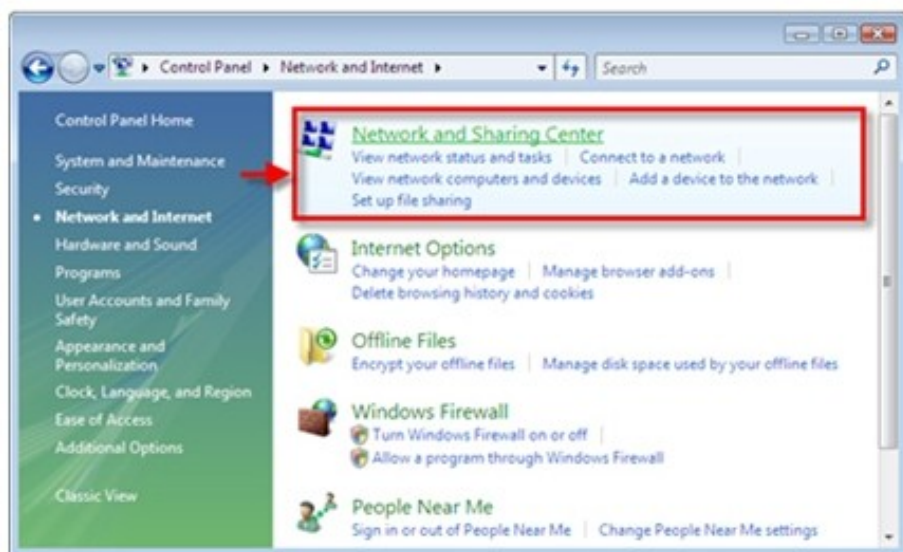 Control Panel Network and Internet Search
Control Panel Home
System and Maintenance
Security
Network and Internet
Hardware and Sound
Programs
User Accounts and Family
Safety
Appearance and
Personalization
Clock, Language, and Region
Ease of Access
Additional Options
Classic View
Network and Sharing Center
View network status and tasks Connect to a network
View network computers and devices Add a device to the network
Set up file sharing
Internet Options
Change your homepage Manage browser add-ons
Delete browsing history and cookies
Offline Files
Encrypt your offline files Manage disk space used by your offline files
Windows Firewall
Turn Windows Firewall on or off
Allow a program through Windows Firewall
People Near Me
Sign in or out of People Near Me Change People Near Me settings